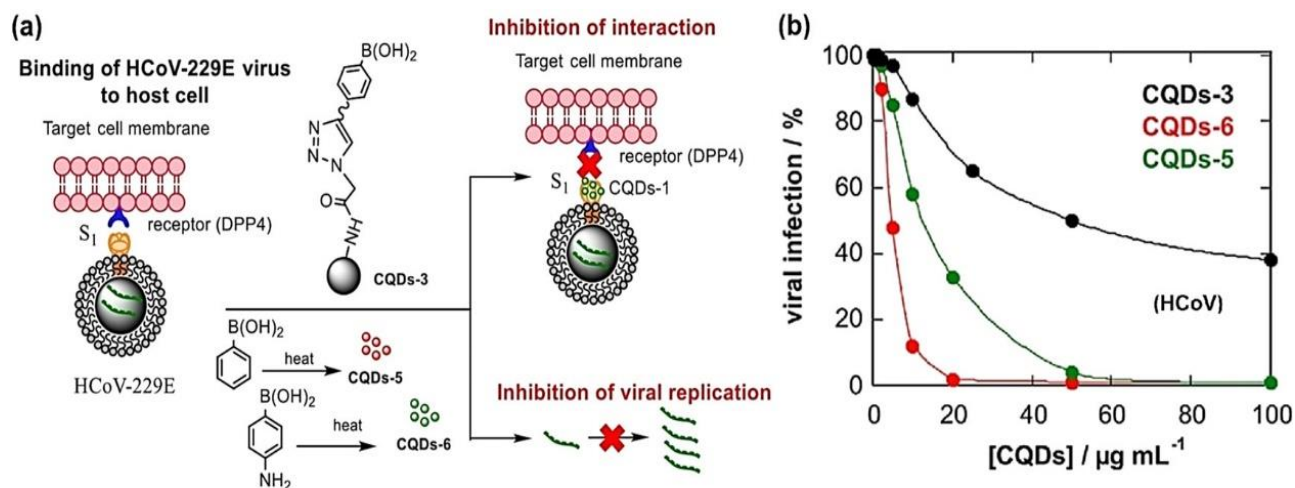 (a)
Binding of HCoV-229E virus
to host cell
Target cell membrane
receptor (DPP4)
S1
HCoV-229E
B(OH)2
N
N
N
O
HN
CQDs-3
B(OH)2
heat
CQDs-5
B(OH)2
NH2
heat
CQDs-6
Inhibition of interaction
Target cell membrane
receptor (DPP4)
S1
CQDs-1
Inhibition of viral replication
(b)
viral infection / %
100
80
60
40
20
0
CQDs-3
CQDs-6
CQDs-5
(HCoV)
0 20 40 60 80 100
[CQDs] / µg mL⁻¹